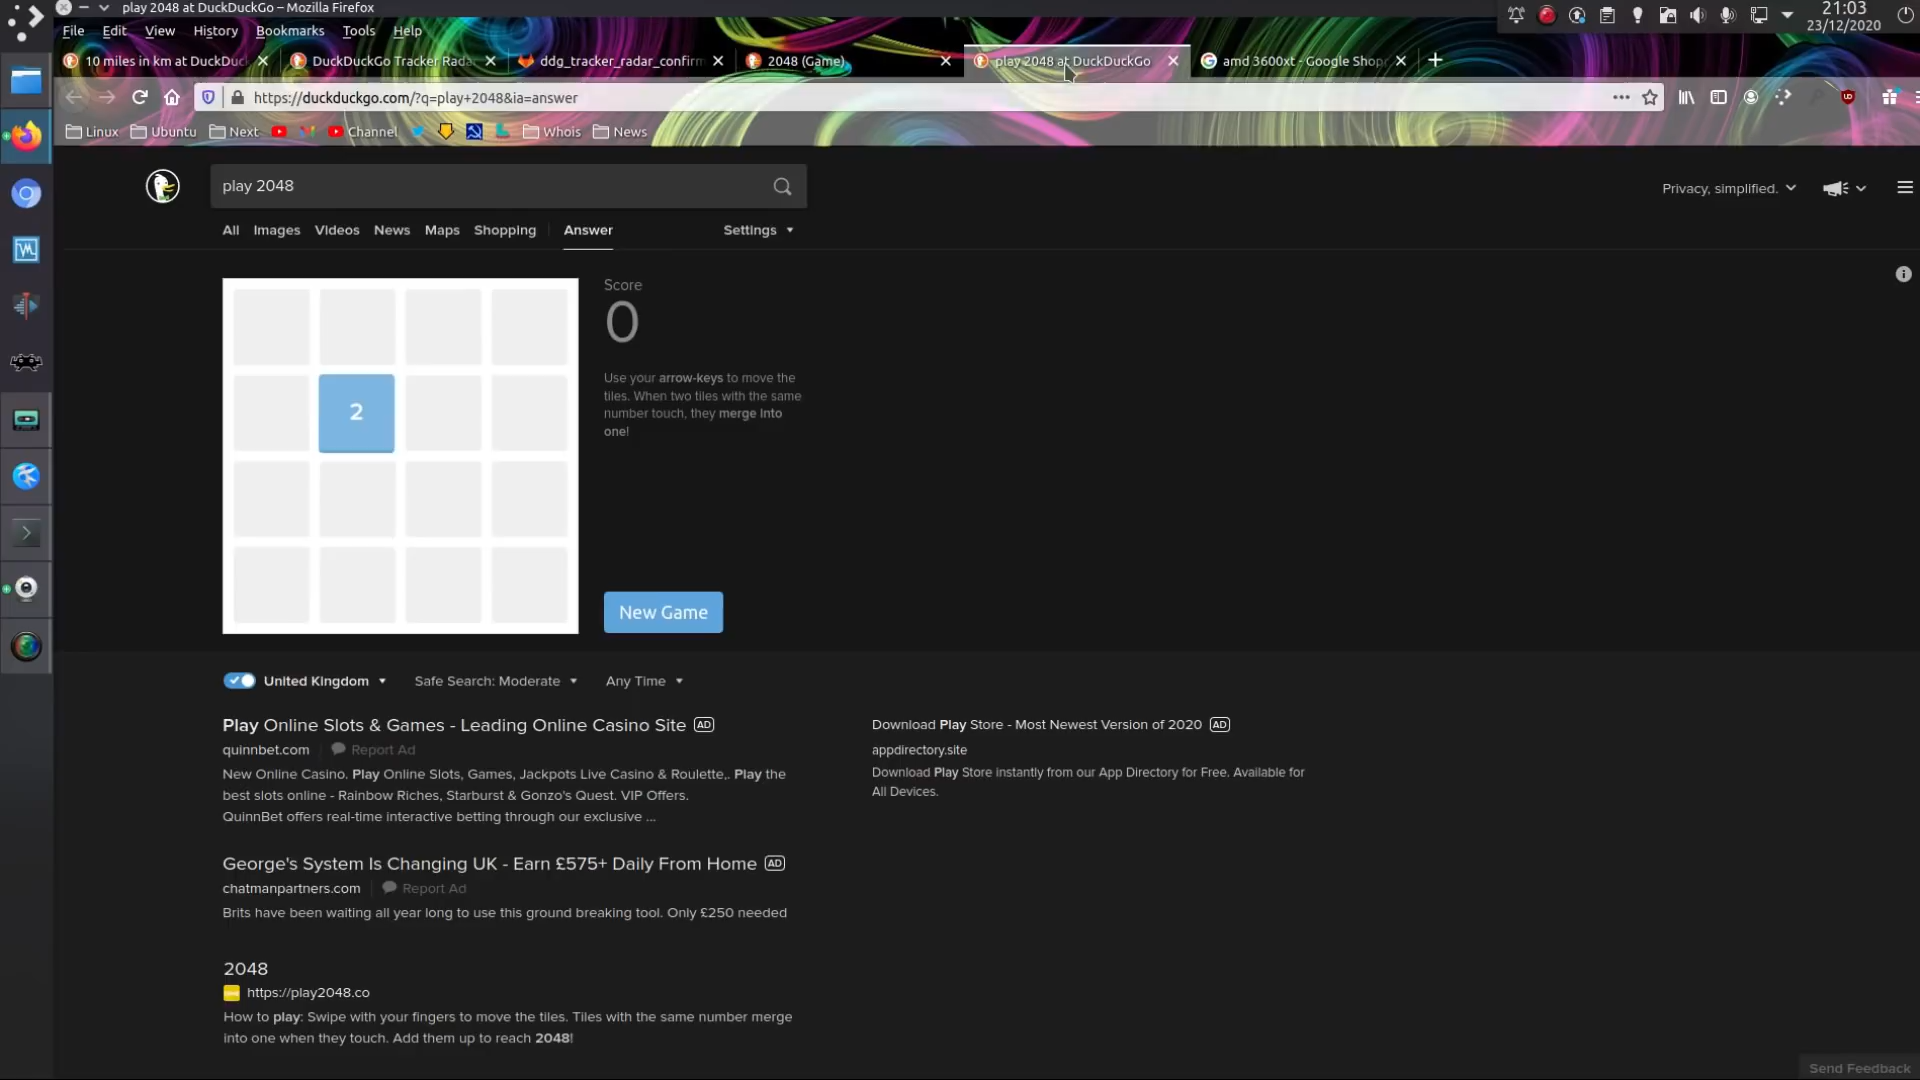 play 2048 at DuckDuckGo – Mozilla Firefox
21:03
23/12/2020
File Edit View History Bookmarks Tools Help
10 miles in km at DuckDuc
DuckDuckGo Tracker Rada
ddg_tracker_radar_confirm
2048 (Game)
play 2048 at DuckDuckGo
amd 3600xt - Google Shop
https://duckduckgo.com/?q=play+2048&ia=answer
Linux Ubuntu Next Channel Whois News
play 2048
Privacy, simplified.
All Images Videos News Maps Shopping Answer Settings
Score
0
Use your arrow-keys to move the
tiles. When two tiles with the same
number touch, they merge into
one!
2
New Game
United Kingdom Safe Search: Moderate Any Time
Play Online Slots & Games - Leading Online Casino Site AD
quinnbet.com Report Ad
New Online Casino. Play Online Slots, Games, Jackpots Live Casino & Roulette,. Play the
best slots online - Rainbow Riches, Starburst & Gonzo's Quest. VIP Offers.
QuinnBet offers real-time interactive betting through our exclusive ...
Download Play Store - Most Newest Version of 2020 AD
appdirectory.site
Download Play Store instantly from our App Directory for Free. Available for
All Devices.
George's System Is Changing UK - Earn £575+ Daily From Home AD
chatmanpartners.com Report Ad
Brits have been waiting all year long to use this ground breaking tool. Only £250 needed
2048
https://play2048.co
How to play: Swipe with your fingers to move the tiles. Tiles with the same number merge
into one when they touch. Add them up to reach 2048!
Send Feedback